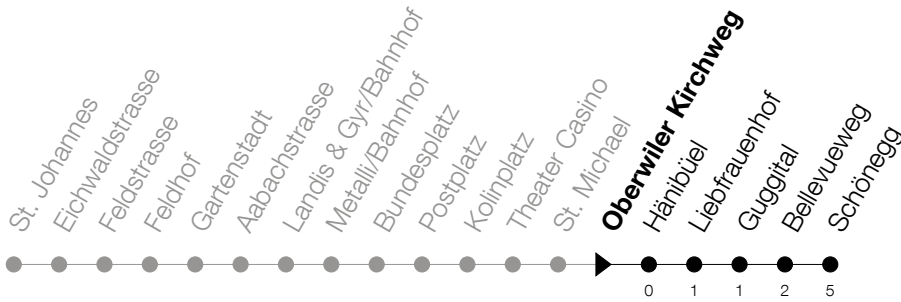 St. Johannes
Eichwaldstrasse
Feldstrasse
Feldhof
Gartenstadt
Aabachstrasse
Landis & Gyr/Bahnhof
Metalli/Bahnhof
Bundesplatz
Postplatz
Kolinplatz
Theater Casino
St. Michael
Oberwiler Kirchweg
Hänibüel
Liebfrauenhof
Guggital
Bellevueweg
Schönegg
0 1 1 2 5